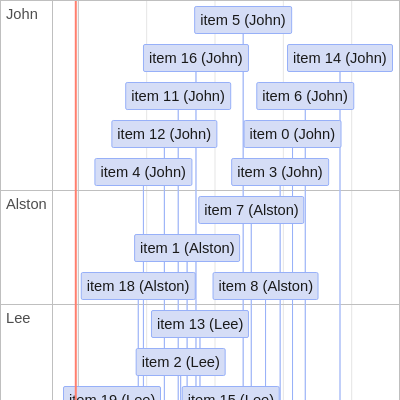 John
item 5 (John)
item 16 (John)
item 14 (John)
item 11 (John)
item 6 (John)
item 12 (John)
item 0 (John)
item 4 (John)
item 3 (John)
Alston
item 7 (Alston)
item 1 (Alston)
item 18 (Alston)
item 8 (Alston)
Lee
item 13 (Lee)
item 2 (Lee)
item 19 (Lee)
item 15 (Lee)